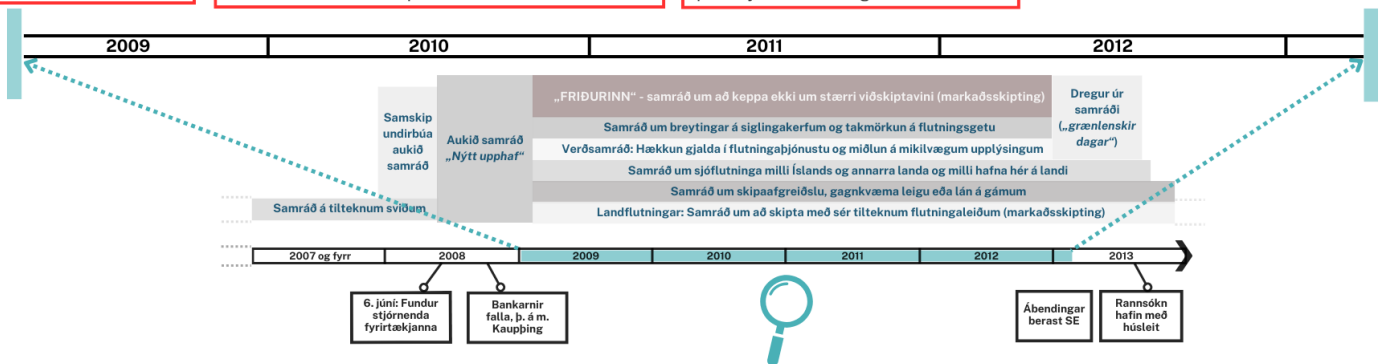 2009
2010
2011
2012
Samskip
undirbúa
aukið
samráð
Aukið samráð
„Nýtt upphaf“
„FRIÐURINN“ - samráð um að keppa ekki um stærri viðskiptavini (markaðsskipting)
Samráð um breytingar á siglingakerfum og takmörkun á flutningsgetu
Verðsamráð: Hækkun gjalda í flutningaþjónustu og miðlun á mikilvægum upplýsingum
Samráð um sjóflutninga milli Íslands og annarra landa og milli hafna hér á landi
Samráð um skipaafgreiðslu, gagnkvæma leigu eða lán á gámum
Landflutningar: Samráð um að skipta með sér tilteknum flutningaleiðum (markaðsskipting)
Dregur úr
samráði
(„grænlenskir
dagar“)
Samráð á tilteknum sviðum
2007 og fyrr
2008
2009
2010
2011
2012
2013
6. júní: Fundur
stjórnenda
fyrirtækjanna
Bankarnir
falla, þ. á m.
Kaupþing
Ábendingar
berast SE
Rannsókn
hafin með
húsleit